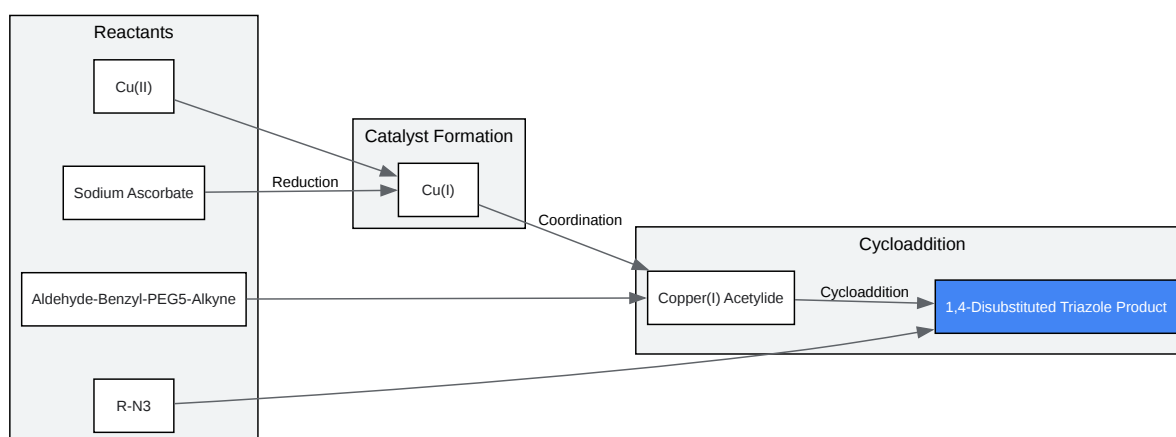 Reactants
Cu(II)
Sodium Ascorbate
Aldehyde-Benzyl-PEG5-Alkyne
R-N3
Reduction
Catalyst Formation
Cu(I)
Coordination
Cycloaddition
Copper(I) Acetylide
Cycloaddition
1,4-Disubstituted Triazole Product